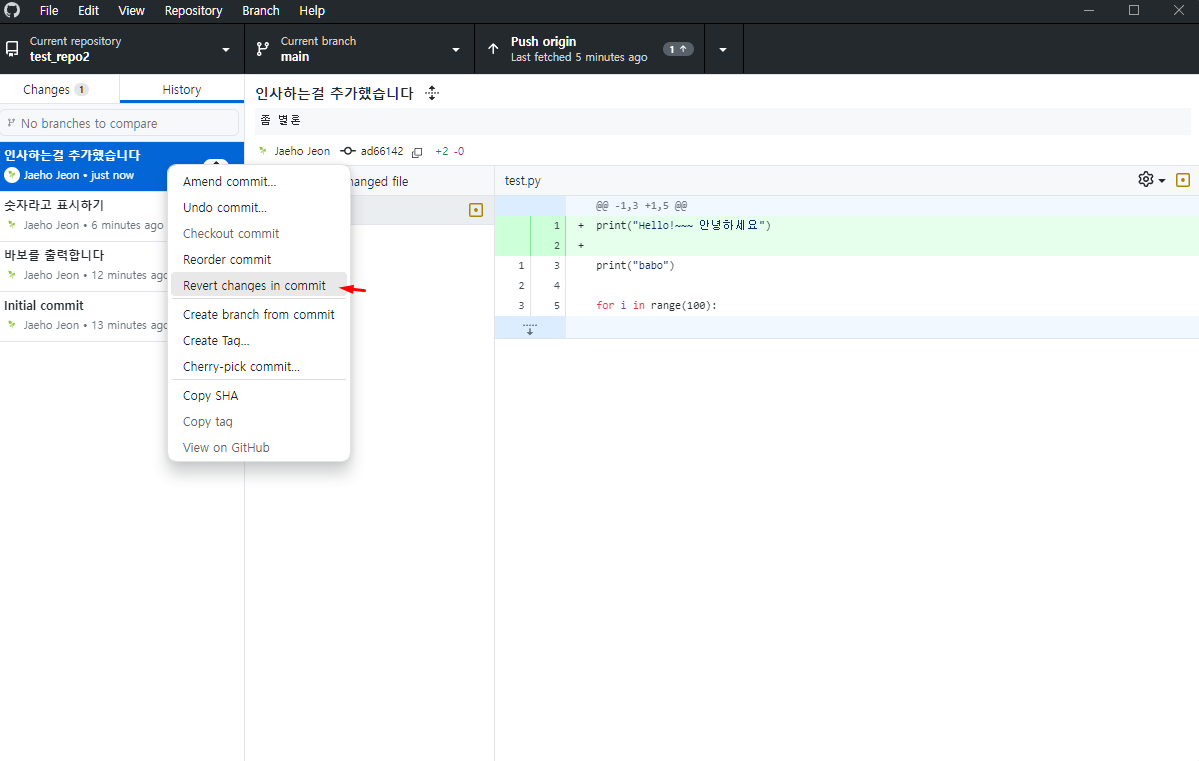 File Edit View Repository Branch Help
Current repository
test_repo2
Current branch
main
Push origin
Last fetched 5 minutes ago
1
Changes 1
History
No branches to compare
인사하는걸 추가했습니다
Jaeho Jeon • just now
숫자라고 표시하기
Jaeho Jeon • 6 minutes ago
바보를 출력합니다
Jaeho Jeon • 12 minutes ago
Initial commit
Jaeho Jeon • 13 minutes ago
Amend commit...
Undo commit...
Checkout commit
Reorder commit
Revert changes in commit
Create branch from commit
Create Tag...
Cherry-pick commit...
Copy SHA
Copy tag
View on GitHub
인사하는걸 추가했습니다
좀 별론
Jaeho Jeon ad66142 +2 -0
hanged file
test.py
@@ -1,3 +1,5 @@
1 + print("Hello!~~~ 안녕하세요")
2 +
1 3 print("babo")
2 4
3 5 for i in range(100):